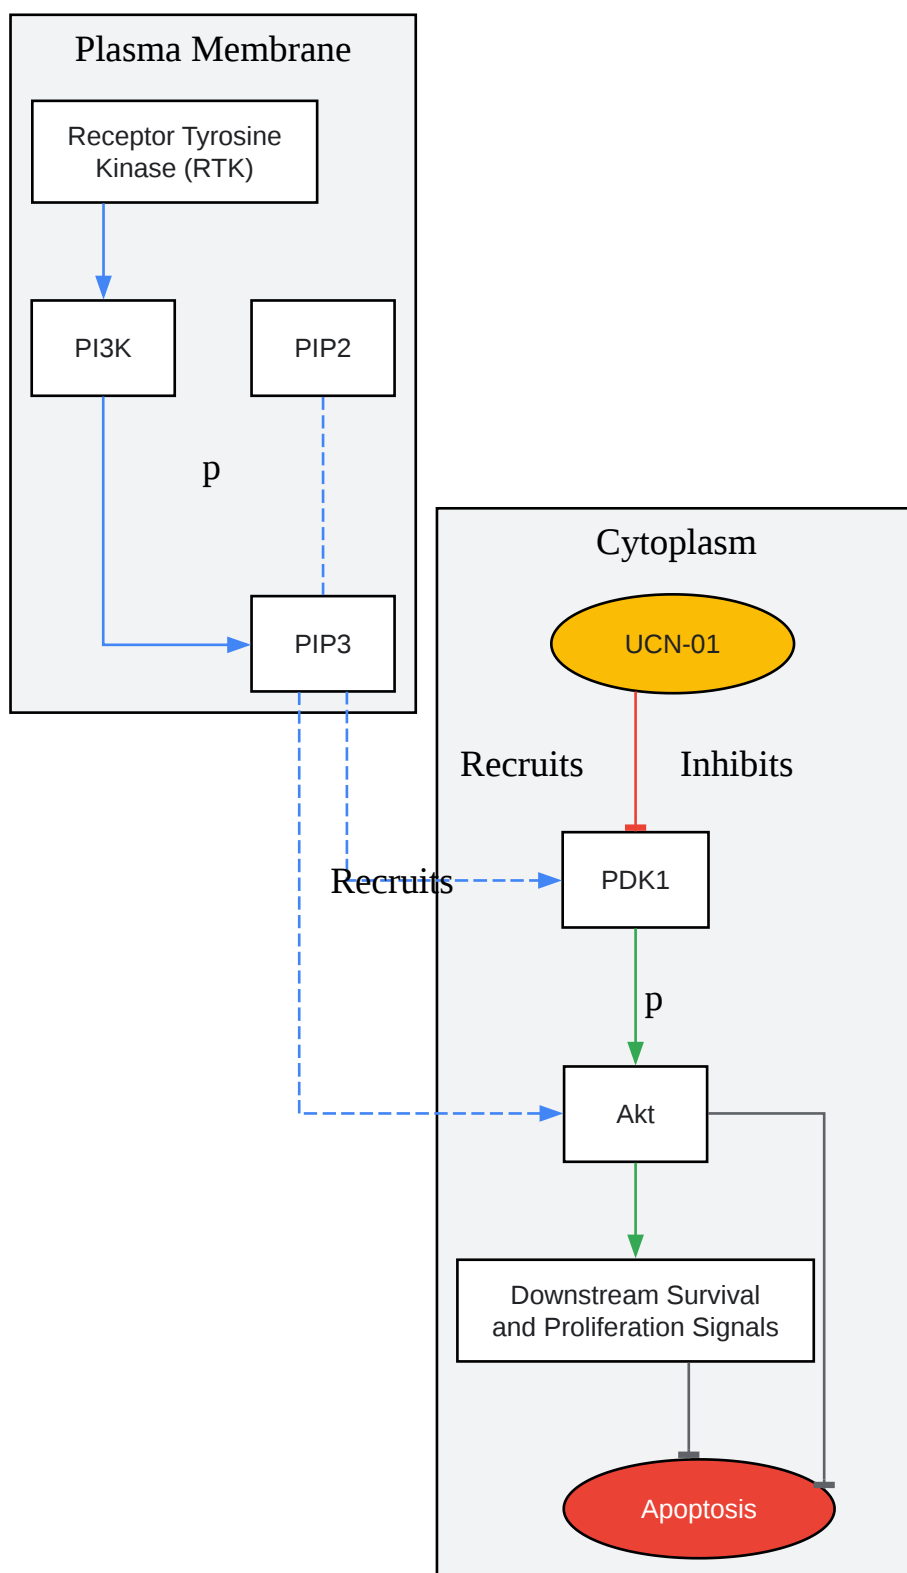 Plasma Membrane
Receptor Tyrosine
Kinase (RTK)
PI3K
PIP2
p
PIP3
Cytoplasm
UCN-01
Recruits
Inhibits
Recruits
PDK1
p
Akt
Downstream Survival
and Proliferation Signals
Apoptosis